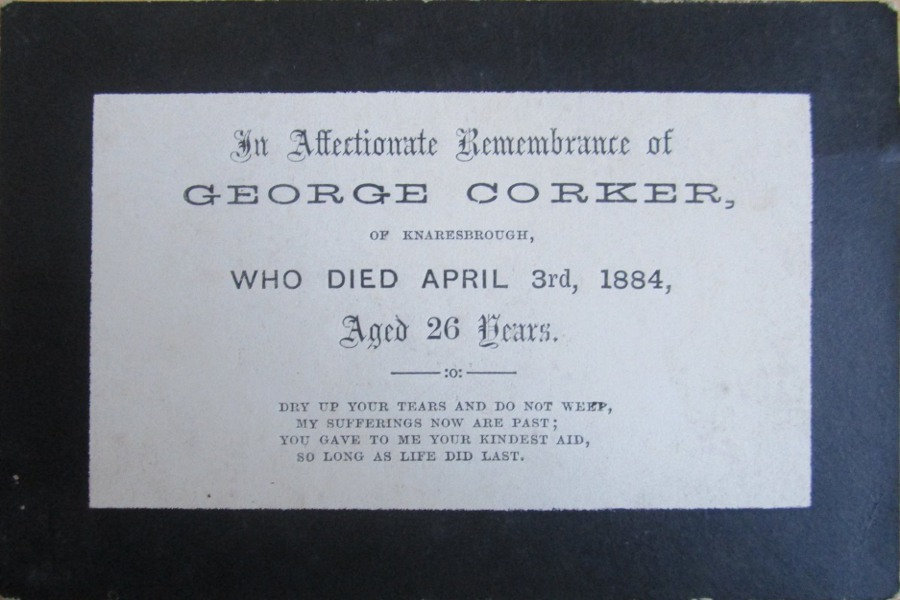 In Affectionate Remembrance of
GEORGE CORKER,
OF KNARESBROUGH,
WHO DIED APRIL 3rd, 1884,
Aged 26 Years.
:o:
DRY UP YOUR TEARS AND DO NOT WEEP,
MY SUFFERINGS NOW ARE PAST;
YOU GAVE TO ME YOUR KINDEST AID,
SO LONG AS LIFE DID LAST.